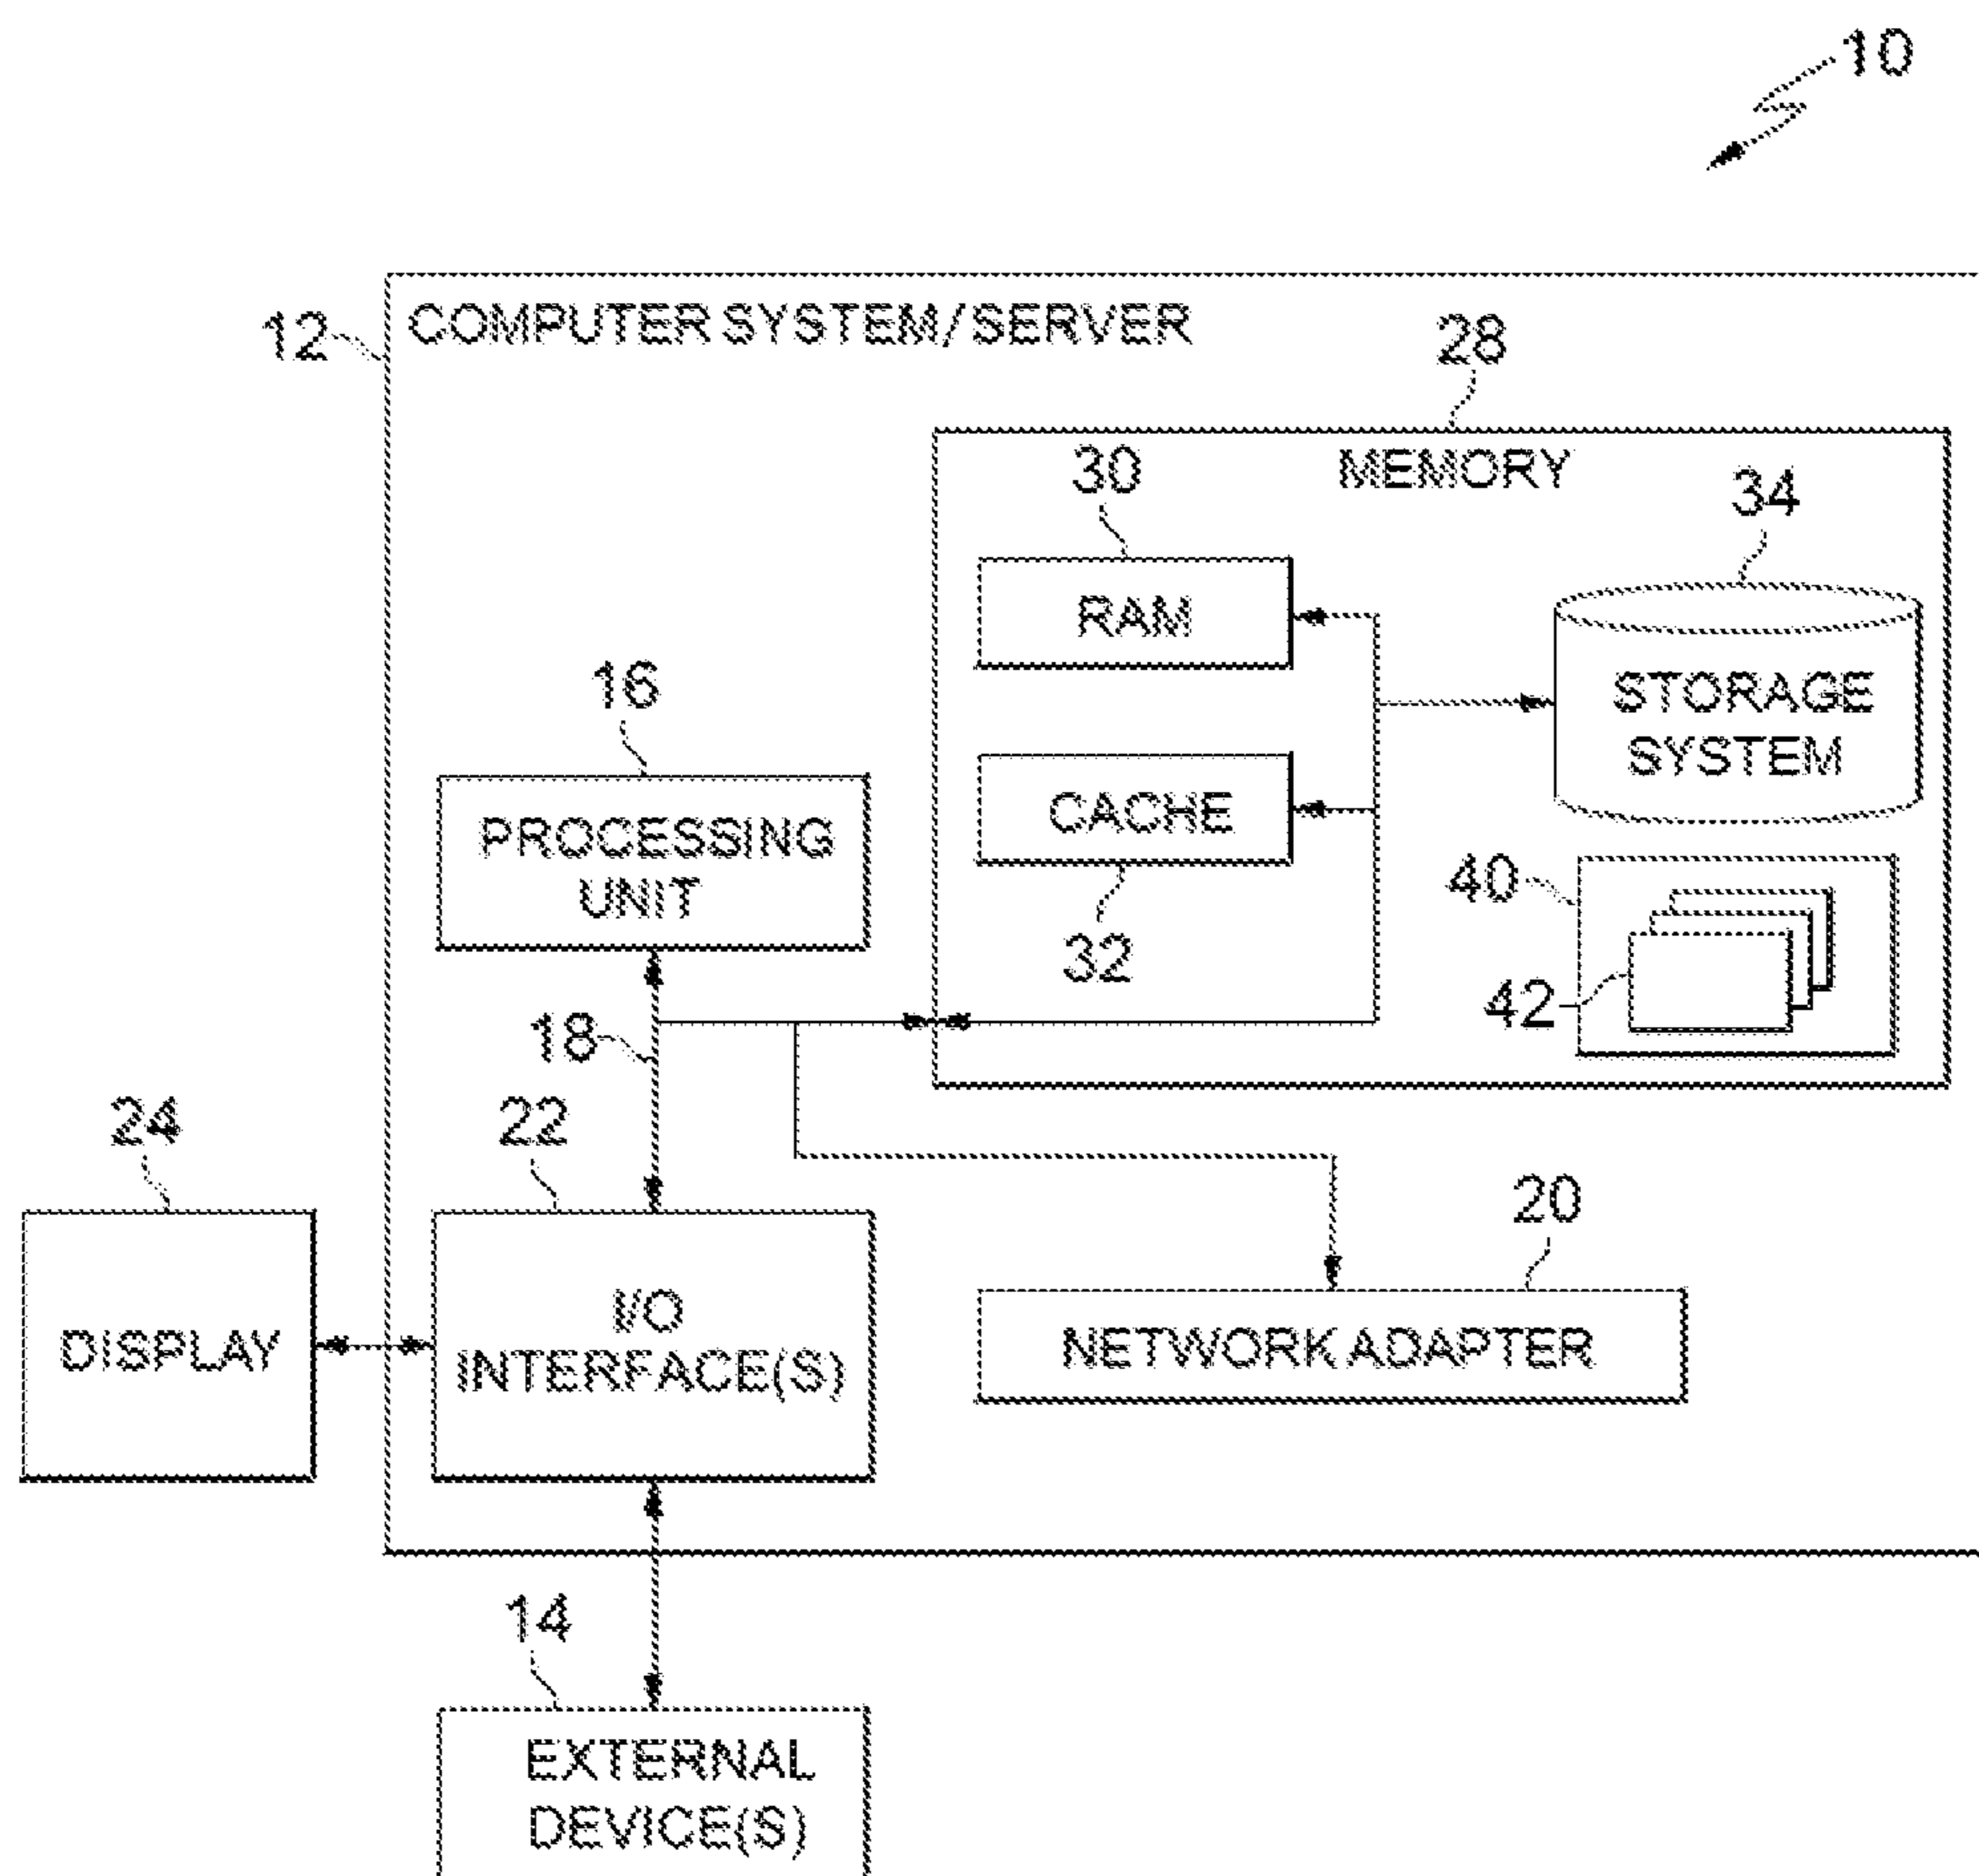 10
12
COMPUTER SYSTEM/SERVER
28
MEMORY
30
34
RAM
STORAGE
SYSTEM
16
PROCESSING
UNIT
CACHE
32
40
42
18
24
22
20
DISPLAY
I/O
INTERFACE(S)
NETWORK ADAPTER
14
EXTERNAL
DEVICE(S)